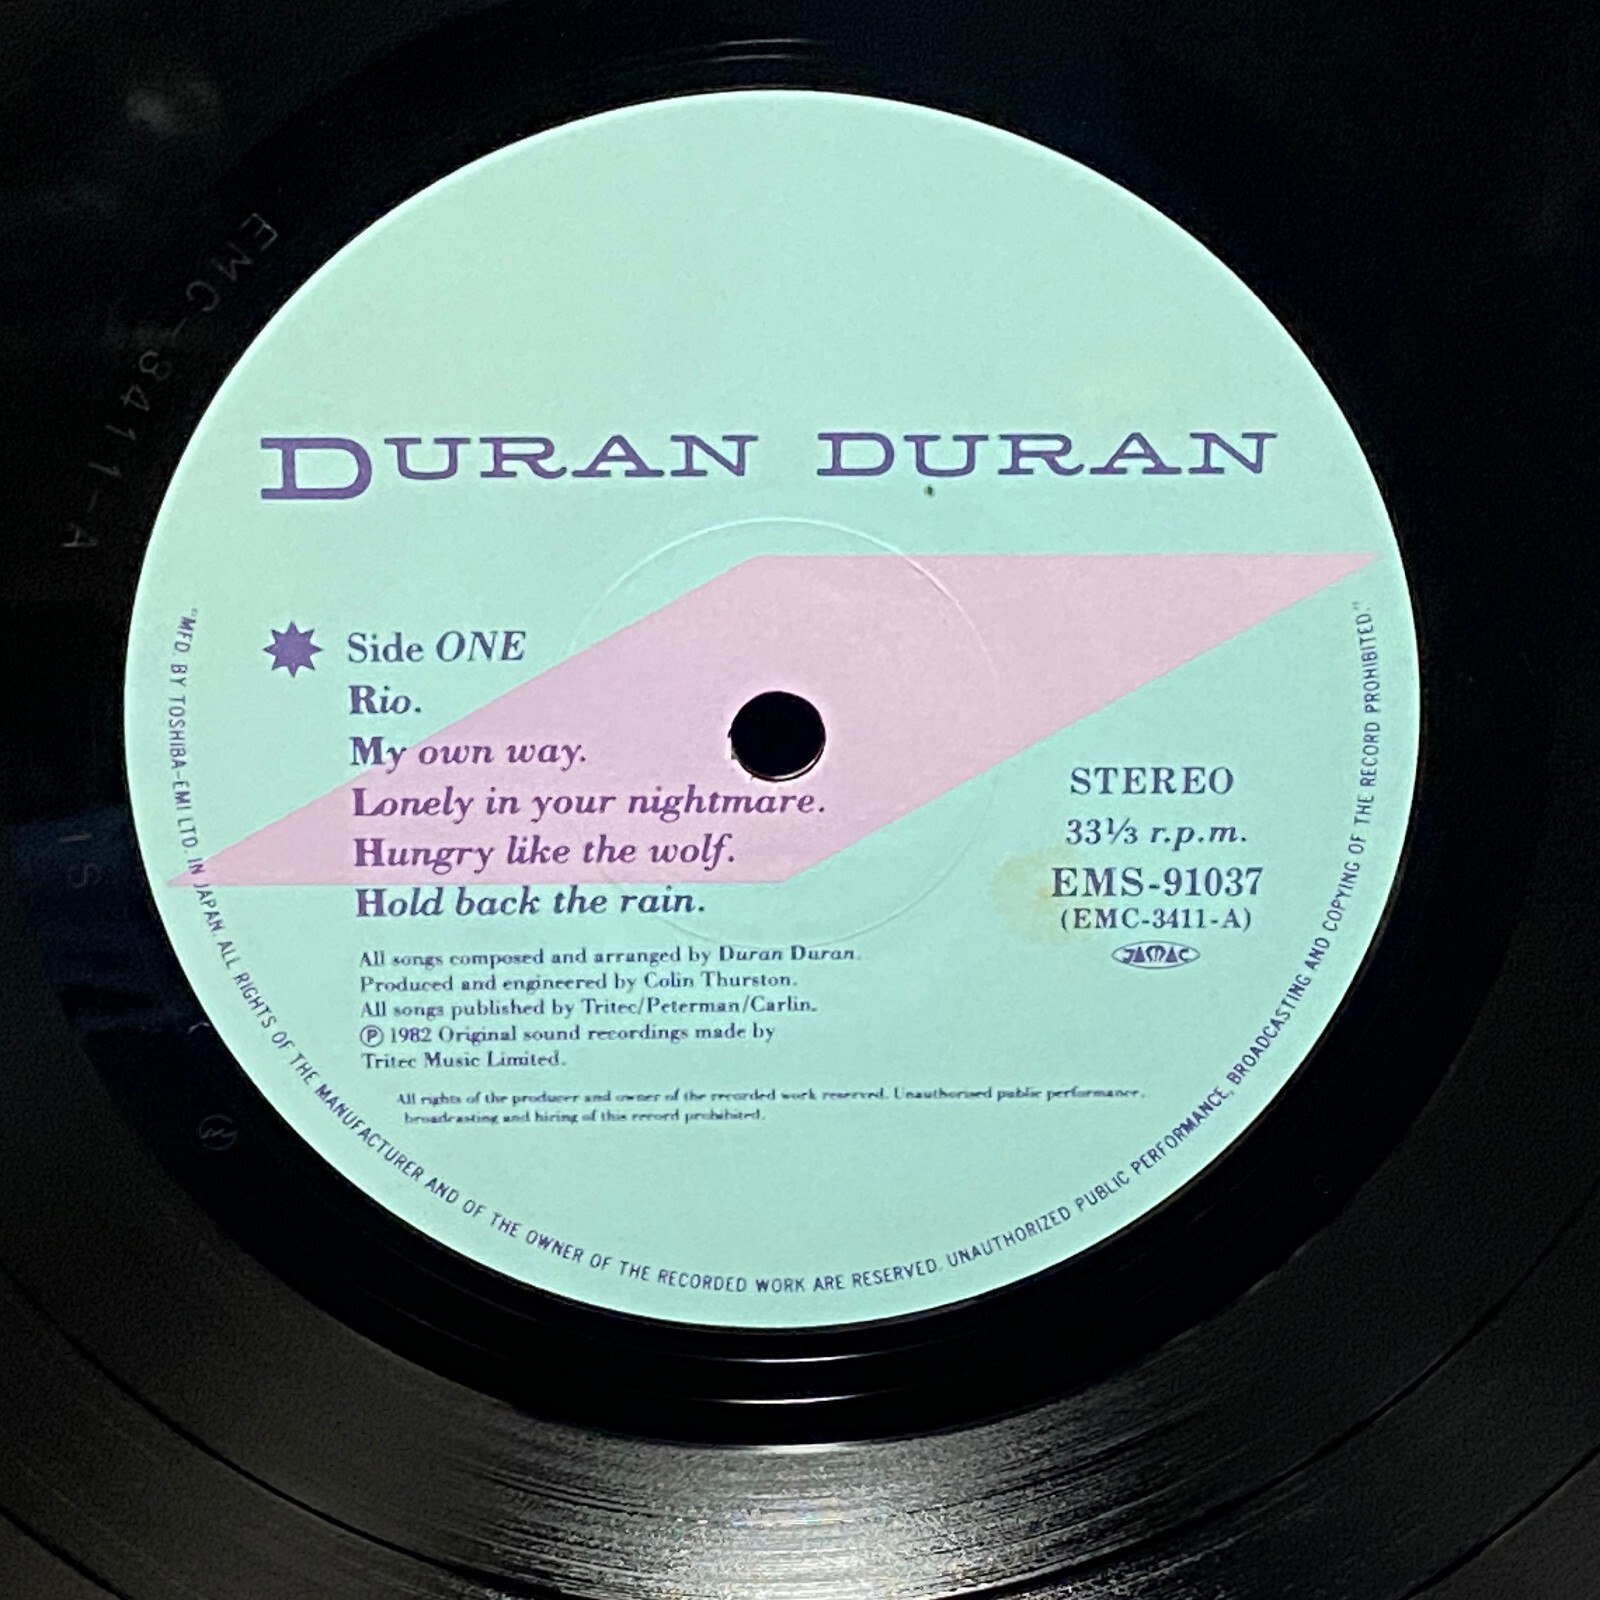 DURAN DURAN
Side ONE
Rio.
My own way.
Lonely in your nightmare.
Hungry like the wolf.
Hold back the rain.
STEREO
33⅓ r.p.m.
EMS-91037
(EMC-3411-A)
JASRAC
All songs composed and arranged by Duran Duran.
Produced and engineered by Colin Thurston.
All songs published by Tritec/Peterman/Carlin.
Ⓟ 1982 Original sound recordings made by
Tritec Music Limited.
All rights of the producer and owner of the recorded work reserved. Unauthorised public performance,
broadcasting and hiring of this record prohibited.
"MFD. BY TOSHIBA-EMI LTD. IN JAPAN. ALL RIGHTS OF THE MANUFACTURER AND OF THE OWNER OF THE RECORDED WORK ARE RESERVED. UNAUTHORIZED PUBLIC PERFORMANCE, BROADCASTING AND COPYING OF THE RECORD PROHIBITED."
EMC-3411-A
1S